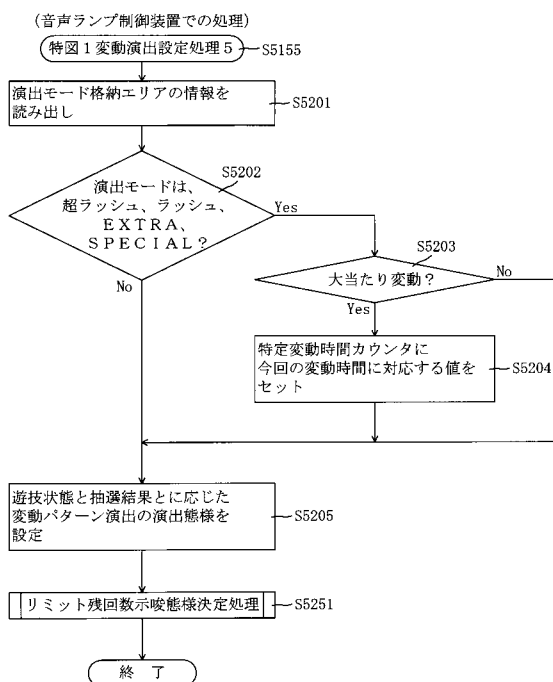 (音声ランプ制御装置での処理)
特図１変動演出設定処理５
S5155
演出モード格納エリアの情報を
読み出し
S5201
S5202
演出モードは、
超ラッシュ、ラッシュ、
ＥＸＴＲＡ、
ＳＰＥＣＩＡＬ？
Yes
No
S5203
大当たり変動？
No
Yes
特定変動時間カウンタに
今回の変動時間に対応する値を
セット
S5204
遊技状態と抽選結果とに応じた
変動パターン演出の演出態様を
設定
S5205
リミット残回数示唆態様決定処理
S5251
終　了